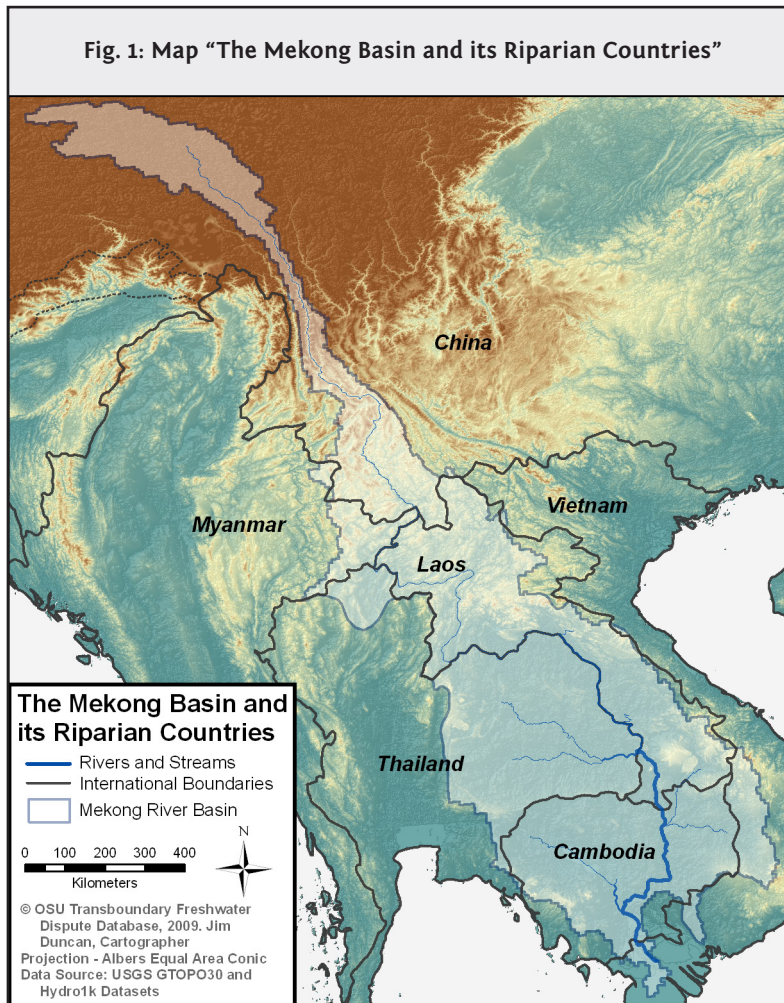 Fig. 1: Map “The Mekong Basin and its Riparian Countries”
China
Vietnam
Myanmar
Laos
Thailand
Cambodia
The Mekong Basin and
its Riparian Countries
Rivers and Streams
International Boundaries
Mekong River Basin
N
0 100 200 300 400
Kilometers
© OSU Transboundary Freshwater
Dispute Database, 2009. Jim
Duncan, Cartographer
Projection - Albers Equal Area Conic
Data Source: USGS GTOPO30 and
Hydro1k Datasets